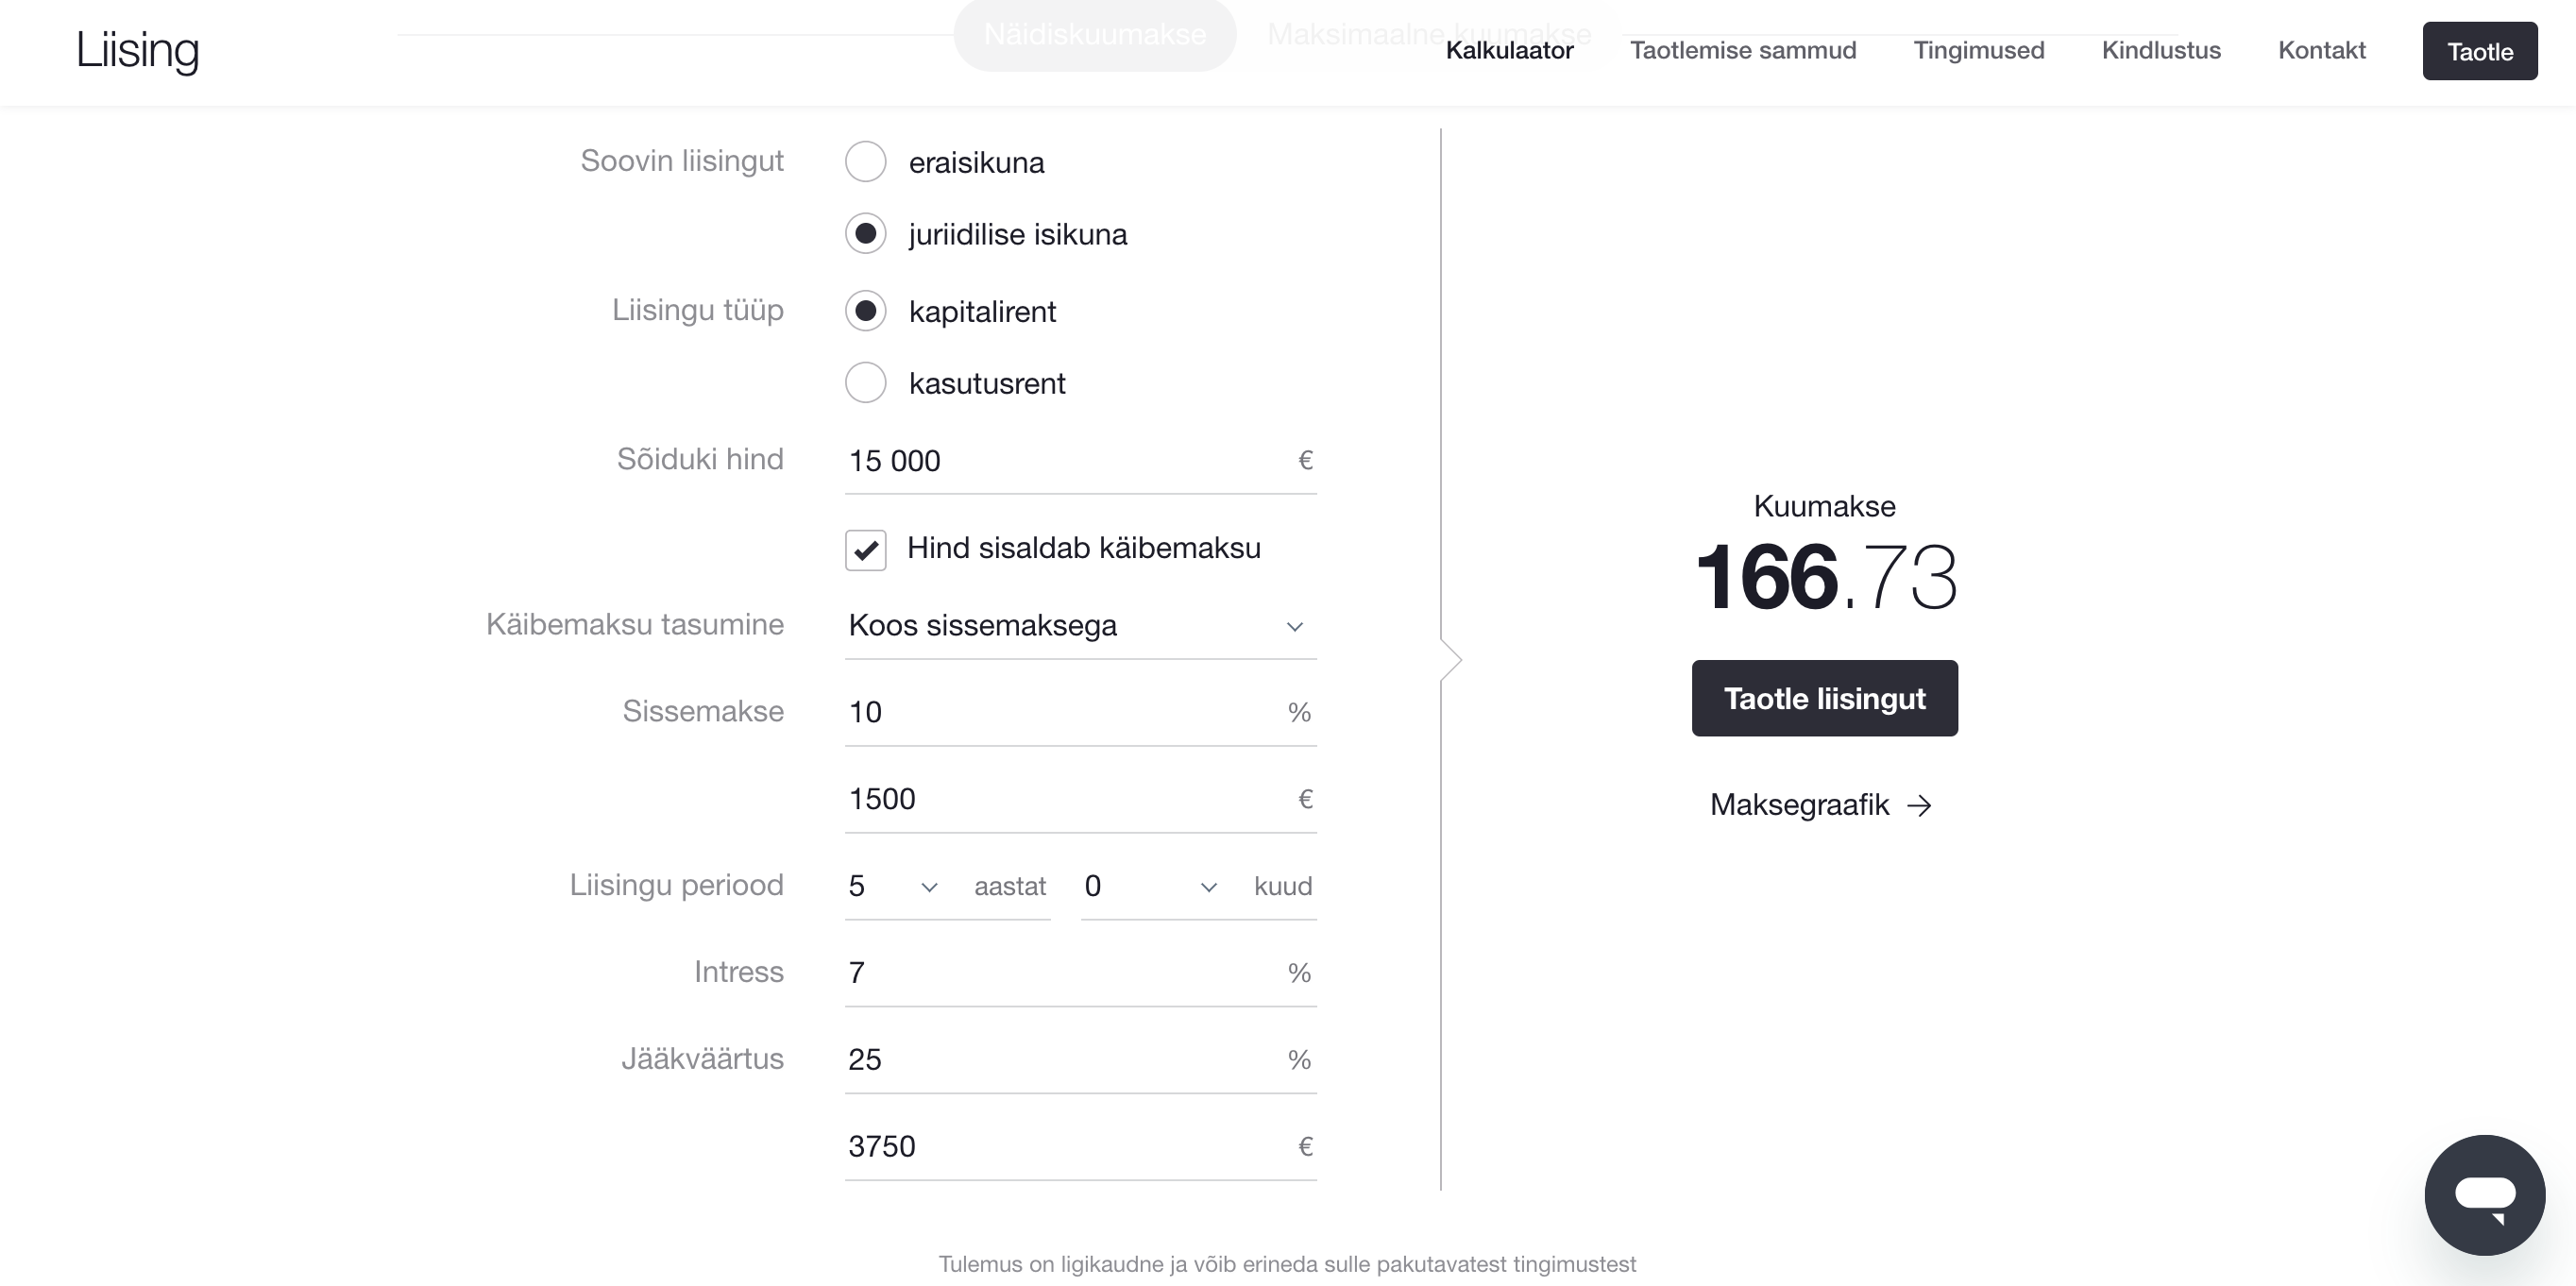 Liising
Näidiskuumakse
Maksimaalne kuumakse
Kalkulaator
Taotlemise sammud
Tingimused
Kindlustus
Kontakt
Taotle
Soovin liisingut
eraisikuna
juriidilise isikuna
Liisingu tüüp
kapitalirent
kasutusrent
Sõiduki hind
15 000 €
Hind sisaldab käibemaksu
Käibemaksu tasumine
Koos sissemaksega
Sissemakse
10 %
1500 €
Liisingu periood
5 aastat 0 kuud
Intress
7 %
Jääkväärtus
25 %
3750 €
Kuumakse
166.73
Taotle liisingut
Maksegraafik →
Tulemus on ligikaudne ja võib erineda sulle pakutavatest tingimustest